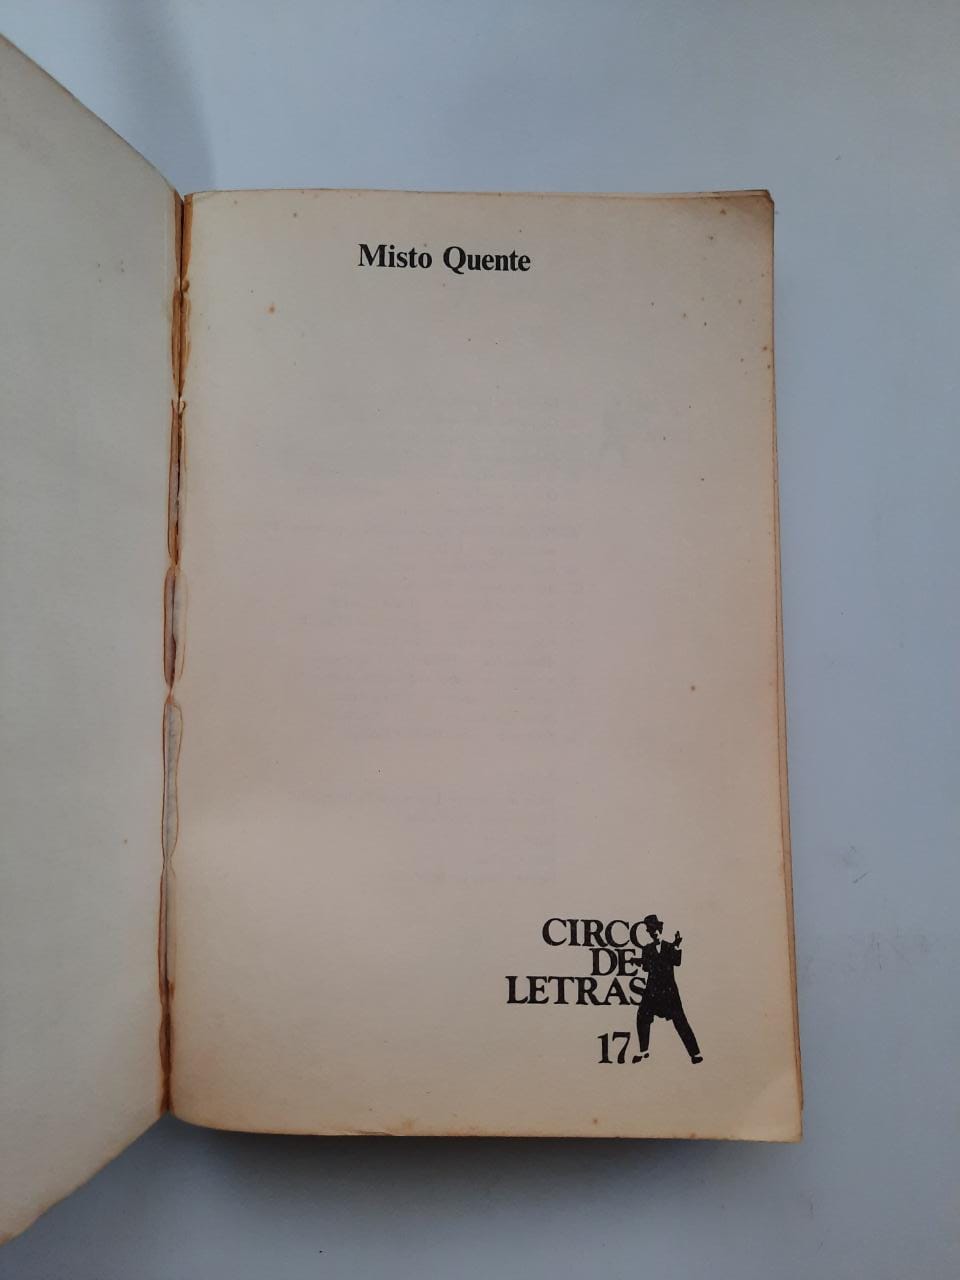 Misto Quente
CIRCO
DE
LETRAS
17